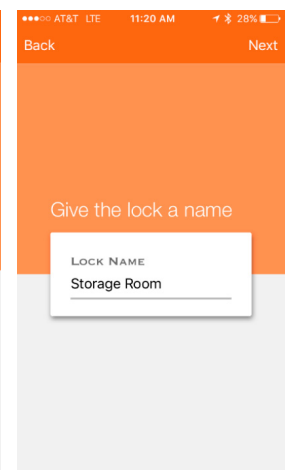 AT&T LTE 11:20 AM 28%
Back Next
Give the lock a name
LOCK NAME
Storage Room